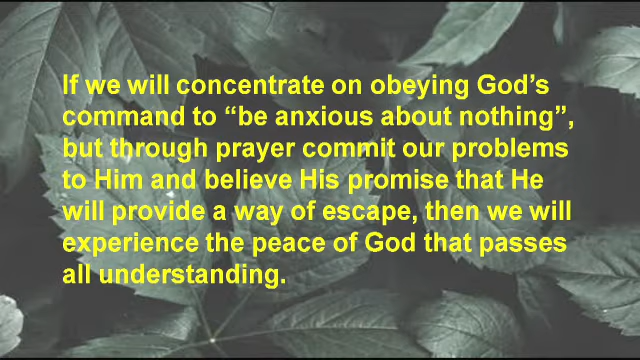 If we will concentrate on obeying God’s
command to “be anxious about nothing”,
but through prayer commit our problems
to Him and believe His promise that He
will provide a way of escape, then we will
experience the peace of God that passes
all understanding.